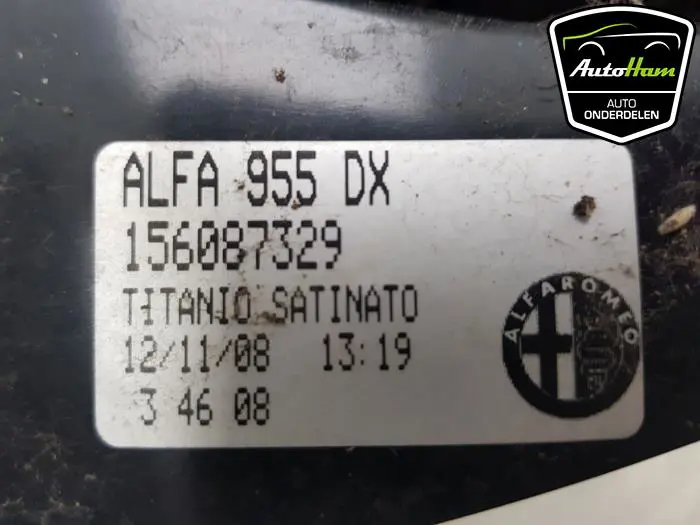 AutoHam
AUTO
ONDERDELEN
ALFA 955 DX
156087329
TITANIO SATINATO
12/11/08 13:19
3 46 08
ALFA ROMEO